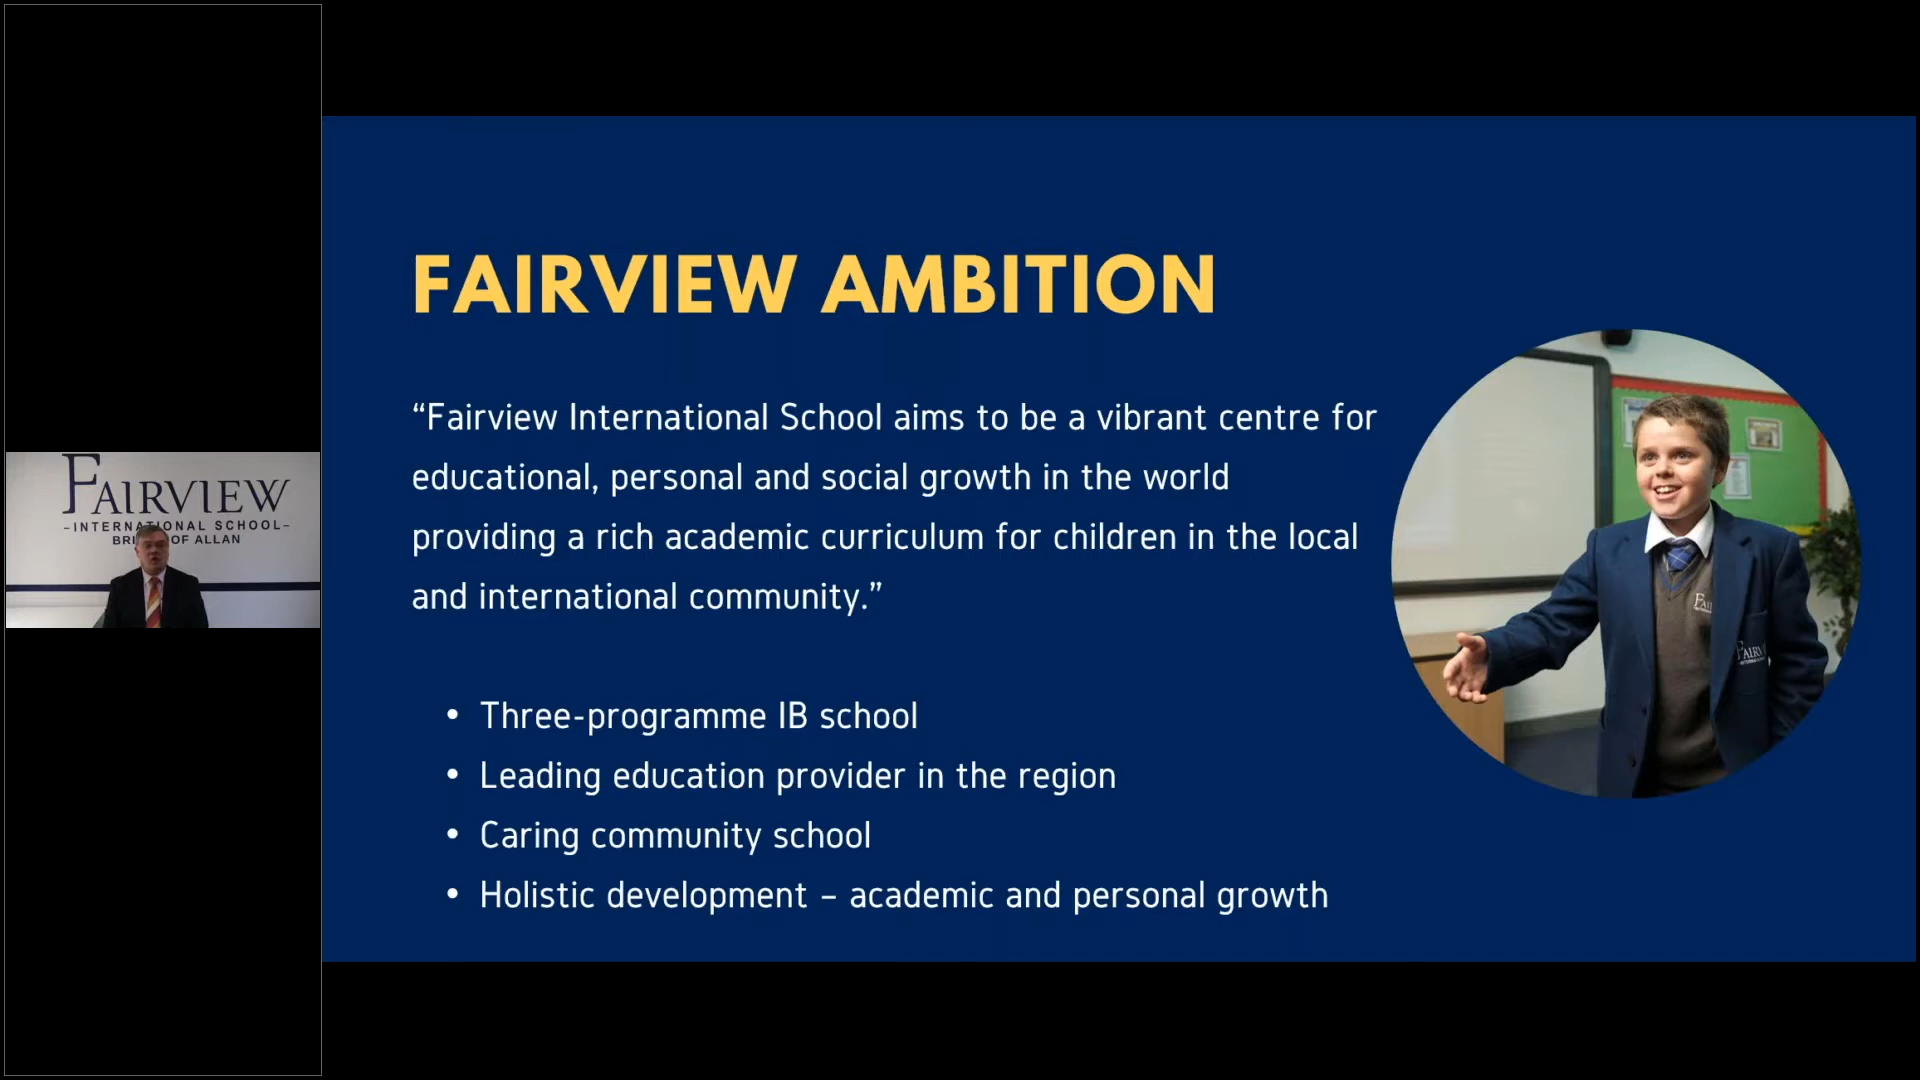 FAIRVIEW
-INTERNATIONAL SCHOOL-
OF ALLAN
FAIRVIEW AMBITION
“Fairview International School aims to be a vibrant centre for
educational, personal and social growth in the world
providing a rich academic curriculum for children in the local
and international community.”
• Three-programme IB school
• Leading education provider in the region
• Caring community school
• Holistic development – academic and personal growth